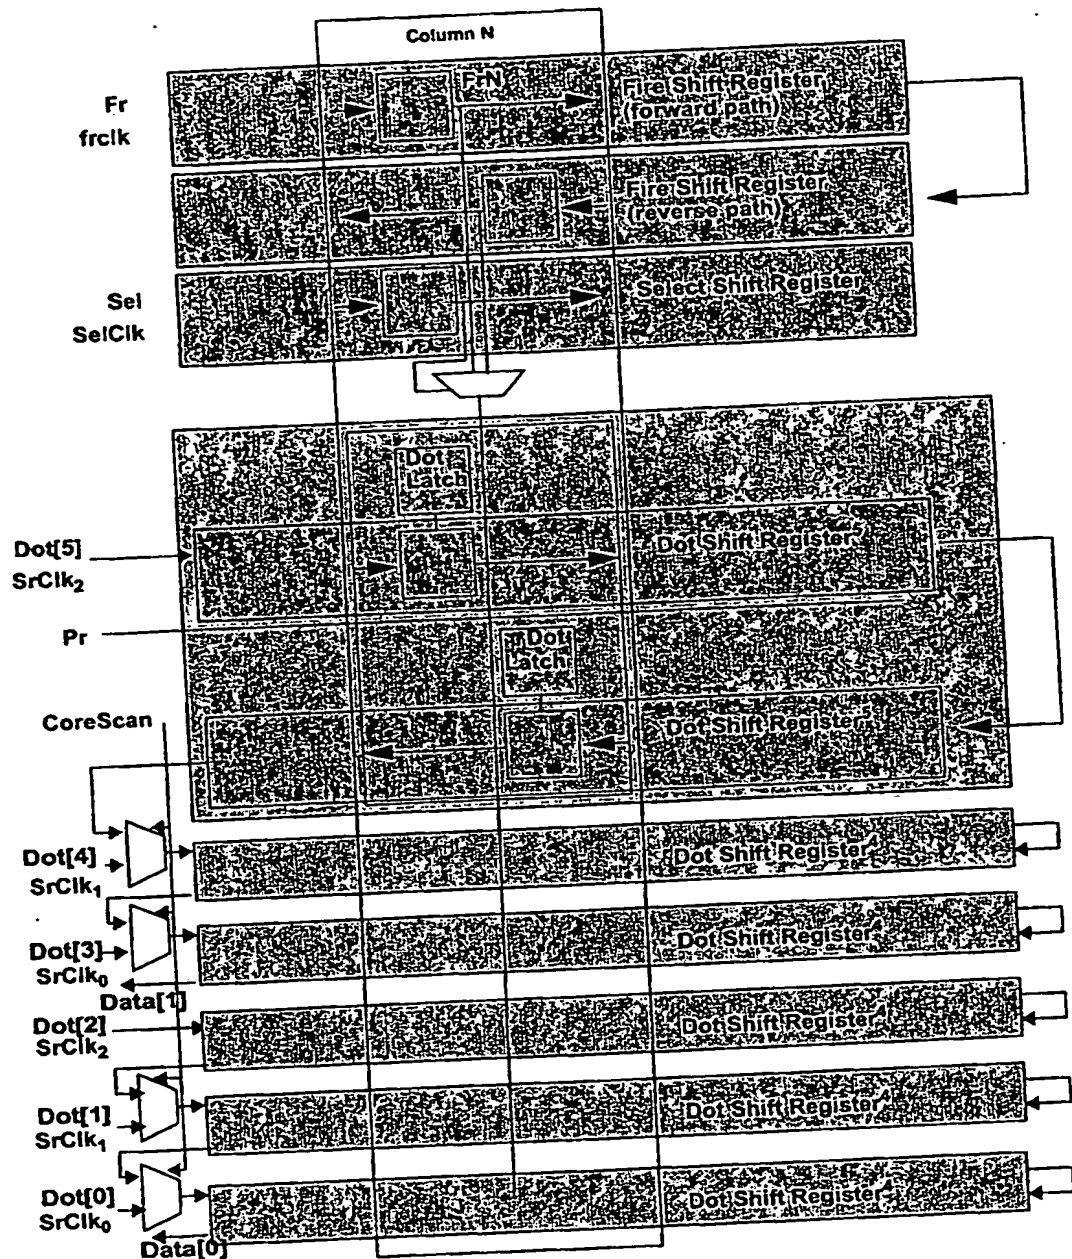 Column N
Fr
frclk
FrN
Fire Shift Register
(forward path)
Fire Shift Register
(reverse path)
Sel
SelClk
Select Shift Register
Dot
Latch
Dot[5]
SrClk2
Dot Shift Register
Pr
Dot
Latch
CoreScan
Dot Shift Register
Dot[4]
SrClk1
Dot Shift Register
Dot[3]
SrClk0
Dot Shift Register
Data[1]
Dot[2]
SrClk2
Dot Shift Register
Dot[1]
SrClk1
Dot Shift Register
Dot[0]
SrClk0
Dot Shift Register
Data[0]